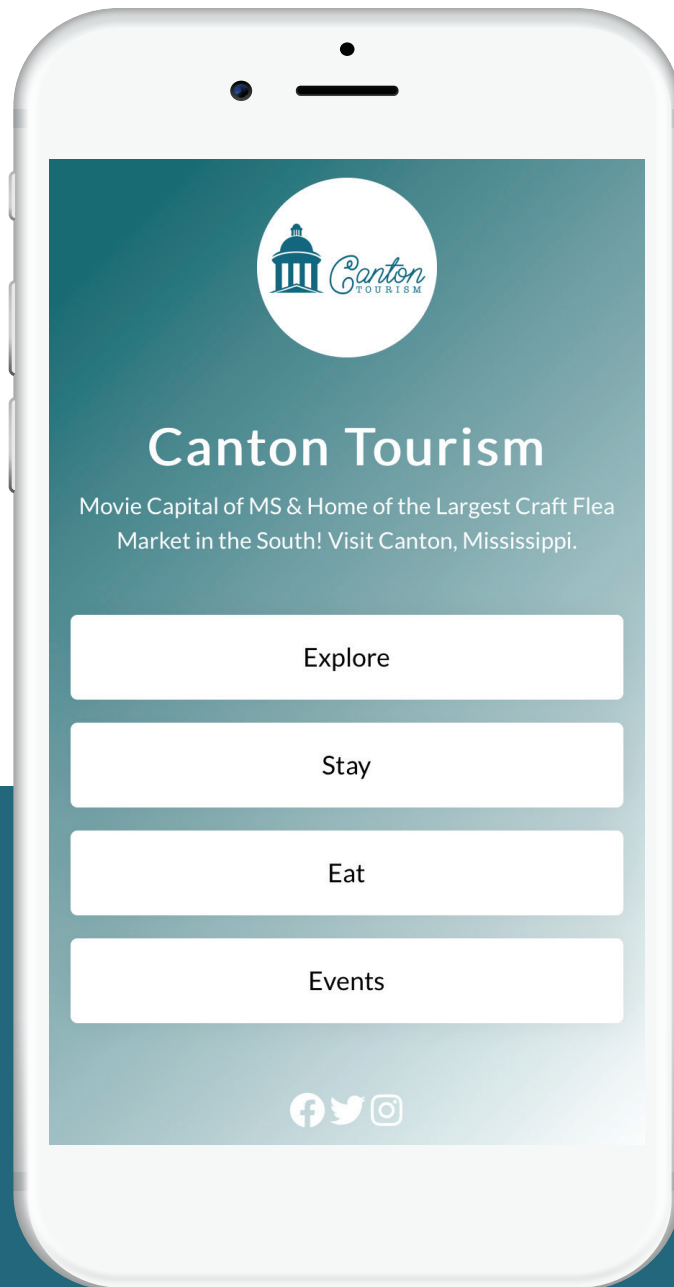 Canton
TOURISM
Canton Tourism
Movie Capital of MS & Home of the Largest Craft Flea
Market in the South! Visit Canton, Mississippi.
Explore
Stay
Eat
Events